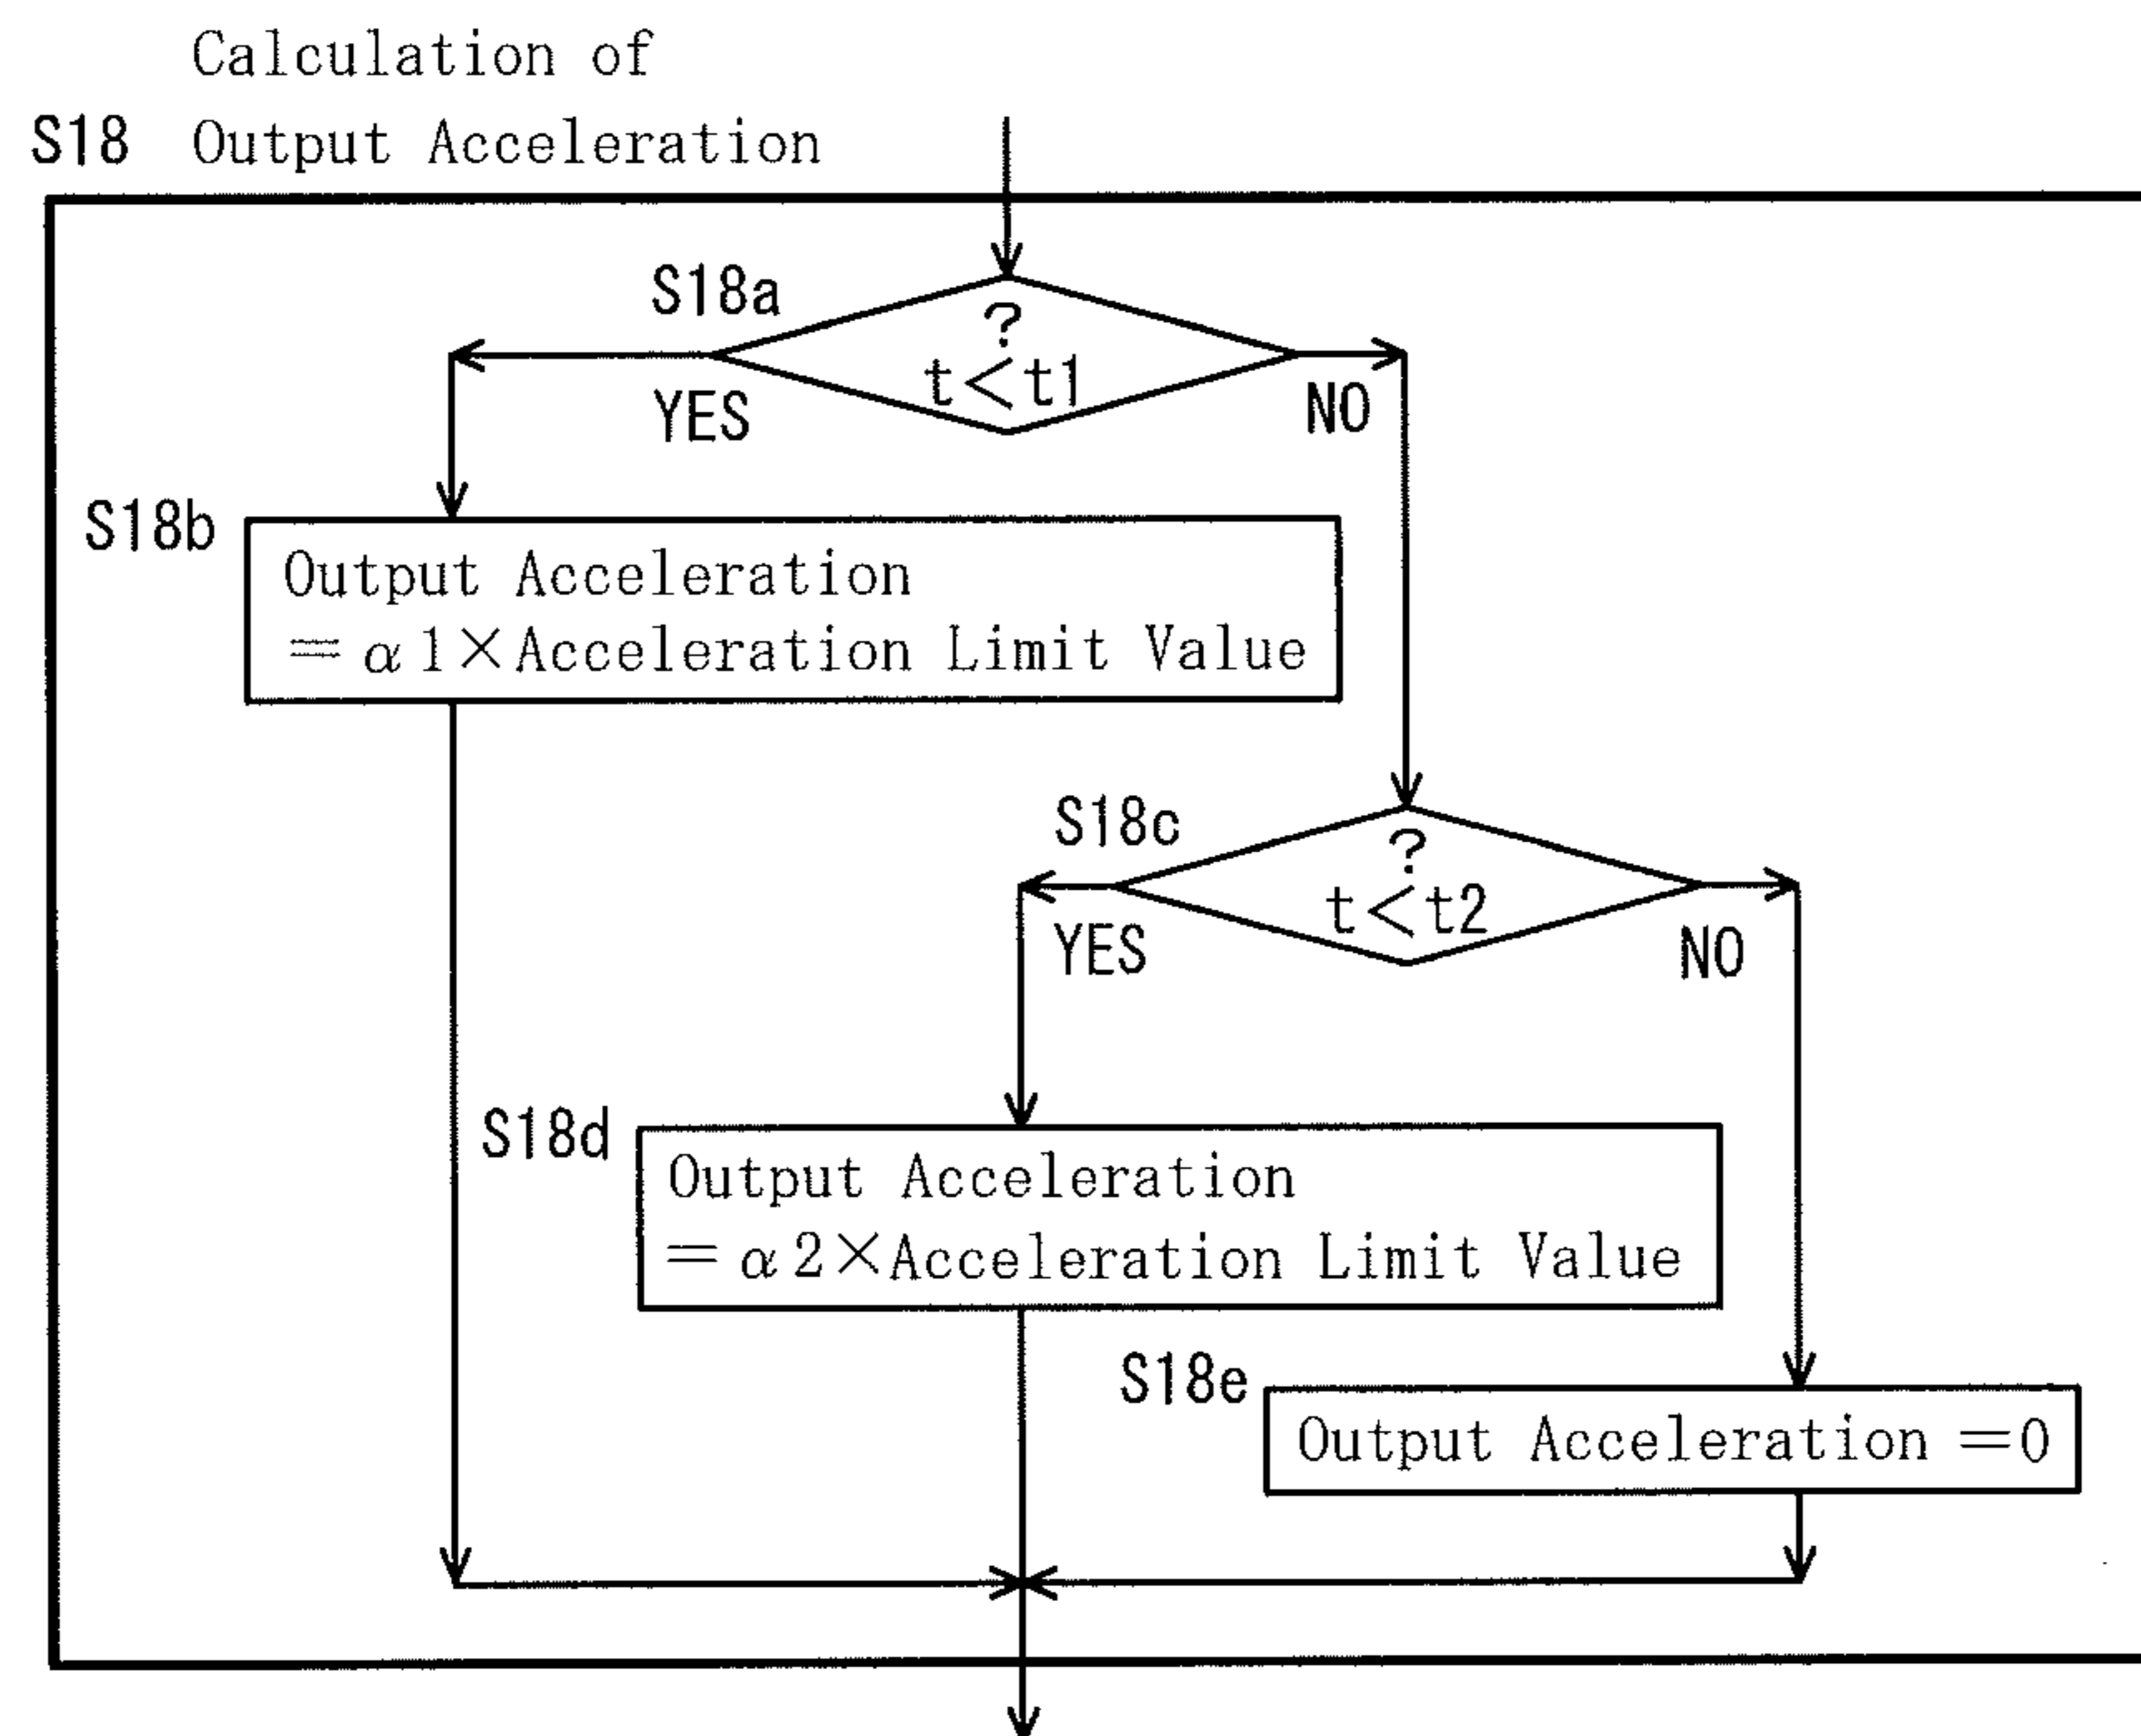 Calculation of
S18 Output Acceleration
S18a
?
t<t1
YES
NO
S18b
Output Acceleration
=α1×Acceleration Limit Value
S18c
?
t<t2
YES
NO
S18d
Output Acceleration
=α2×Acceleration Limit Value
S18e
Output Acceleration =0